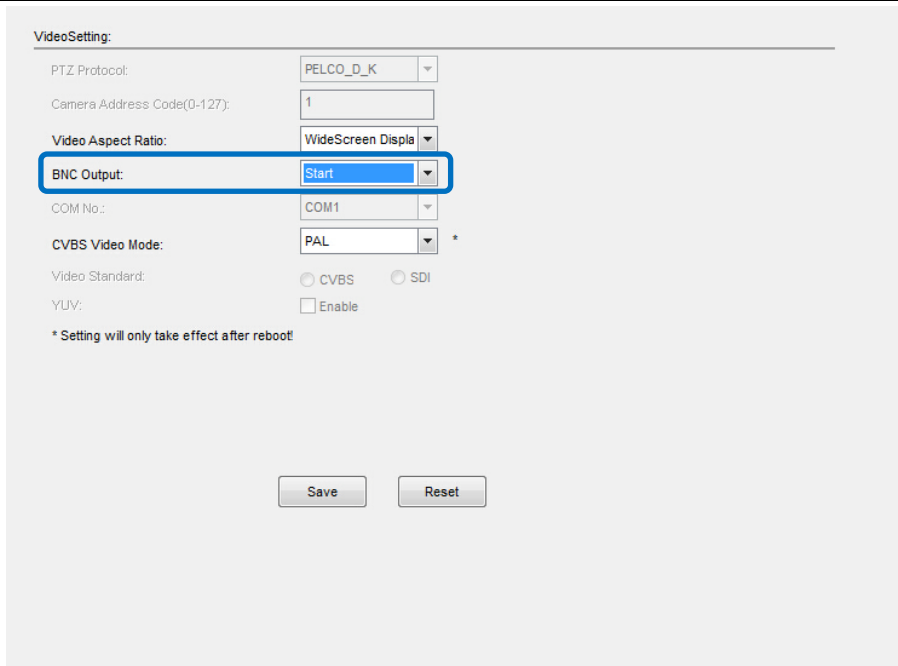 VideoSetting:
PTZ Protocol: PELCO_D_K
Camera Address Code(0-127): 1
Video Aspect Ratio: WideScreen Displa
BNC Output: Start
COM No.: COM1
CVBS Video Mode: PAL *
Video Standard: CVBS SDI
YUV: Enable
* Setting will only take effect after reboot!
Save Reset